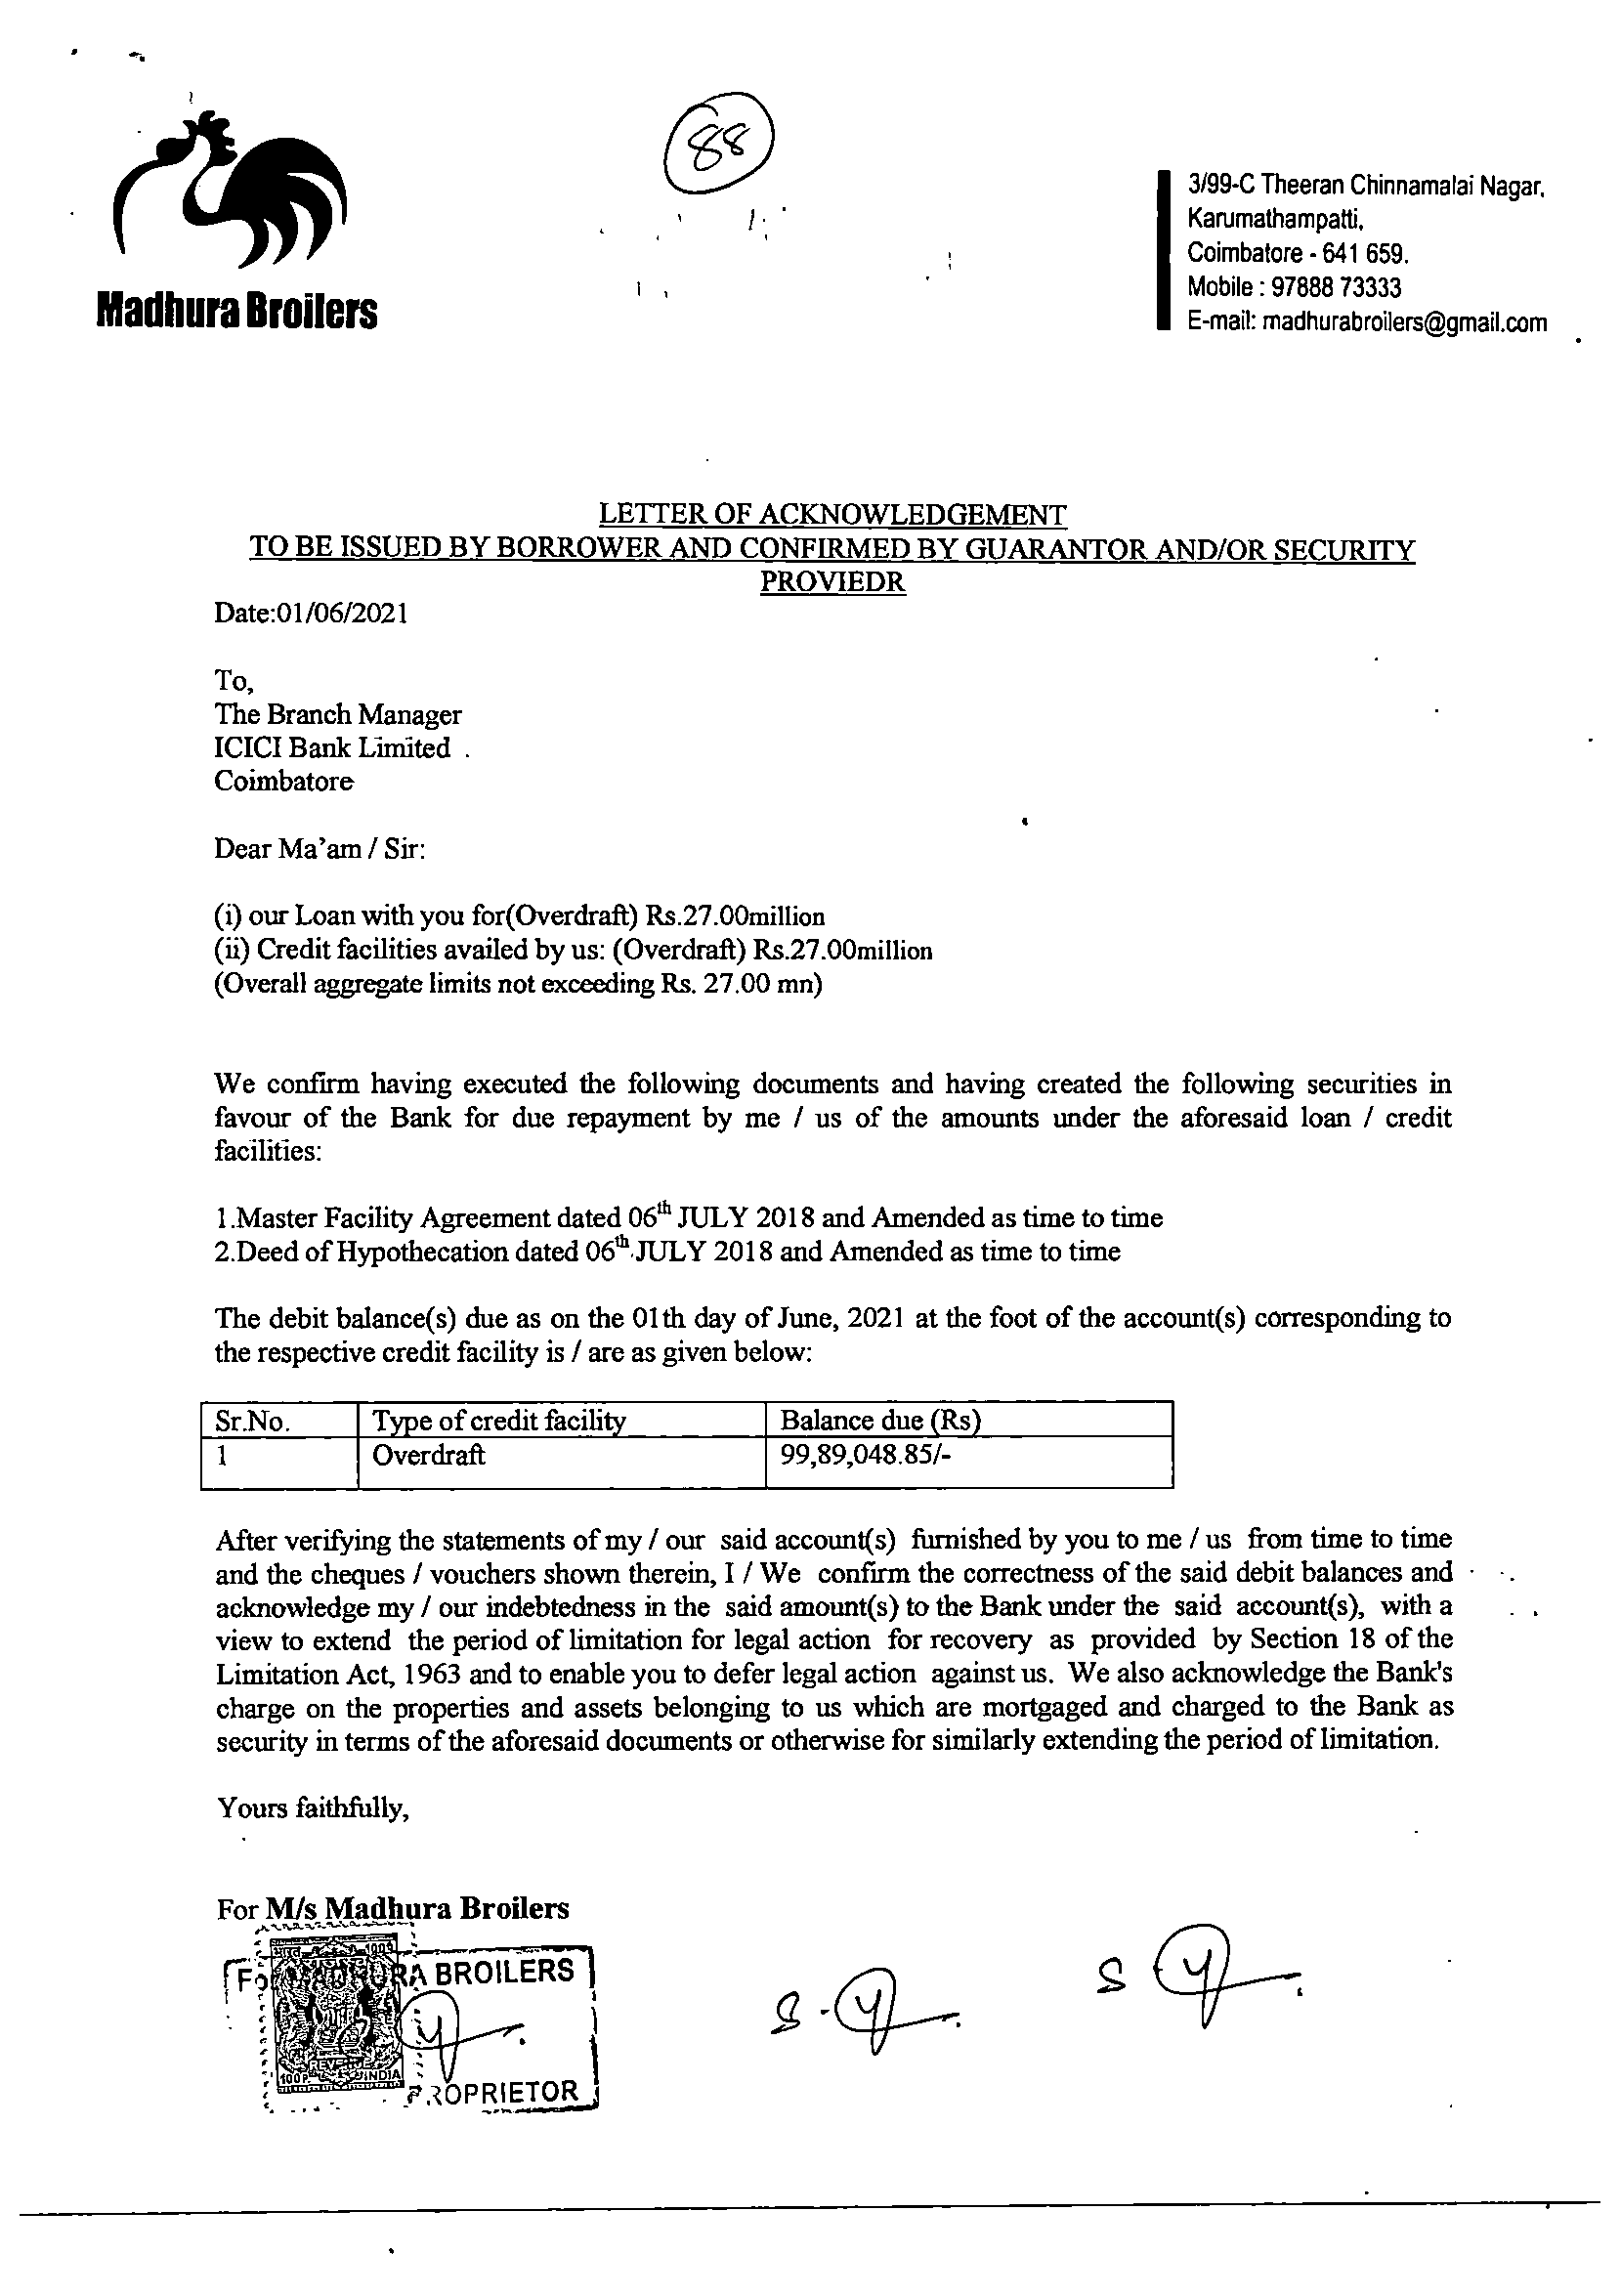 88
Madhura Broilers
3/99-C Theeran Chinnamalai Nagar,
Karumathampatti,
Coimbatore - 641 659.
Mobile : 97888 73333
E-mail: madhurabroilers@gmail.com
LETTER OF ACKNOWLEDGEMENT
TO BE ISSUED BY BORROWER AND CONFIRMED BY GUARANTOR AND/OR SECURITY
PROVIEDR
Date:01/06/2021
To,
The Branch Manager
ICICI Bank Limited
Coimbatore
Dear Ma'am / Sir:
(i) our Loan with you for(Overdraft) Rs.27.00million
(ii) Credit facilities availed by us: (Overdraft) Rs.27.00million
(Overall aggregate limits not exceeding Rs. 27.00 mn)
We confirm having executed the following documents and having created the following securities in
favour of the Bank for due repayment by me / us of the amounts under the aforesaid loan / credit
facilities:
1.Master Facility Agreement dated 06th JULY 2018 and Amended as time to time
2.Deed of Hypothecation dated 06th JULY 2018 and Amended as time to time
The debit balance(s) due as on the 01th day of June, 2021 at the foot of the account(s) corresponding to
the respective credit facility is / are as given below:
Sr.No. Type of credit facility Balance due (Rs)
1 Overdraft 99,89,048.85/-
After verifying the statements of my / our said account(s) furnished by you to me / us from time to time
and the cheques / vouchers shown therein, I / We confirm the correctness of the said debit balances and
acknowledge my / our indebtedness in the said amount(s) to the Bank under the said account(s), with a
view to extend the period of limitation for legal action for recovery as provided by Section 18 of the
Limitation Act, 1963 and to enable you to defer legal action against us. We also acknowledge the Bank's
charge on the properties and assets belonging to us which are mortgaged and charged to the Bank as
security in terms of the aforesaid documents or otherwise for similarly extending the period of limitation.
Yours faithfully,
For M/s Madhura Broilers
For MADHURA BROILERS
INDIA
PROPRIETOR